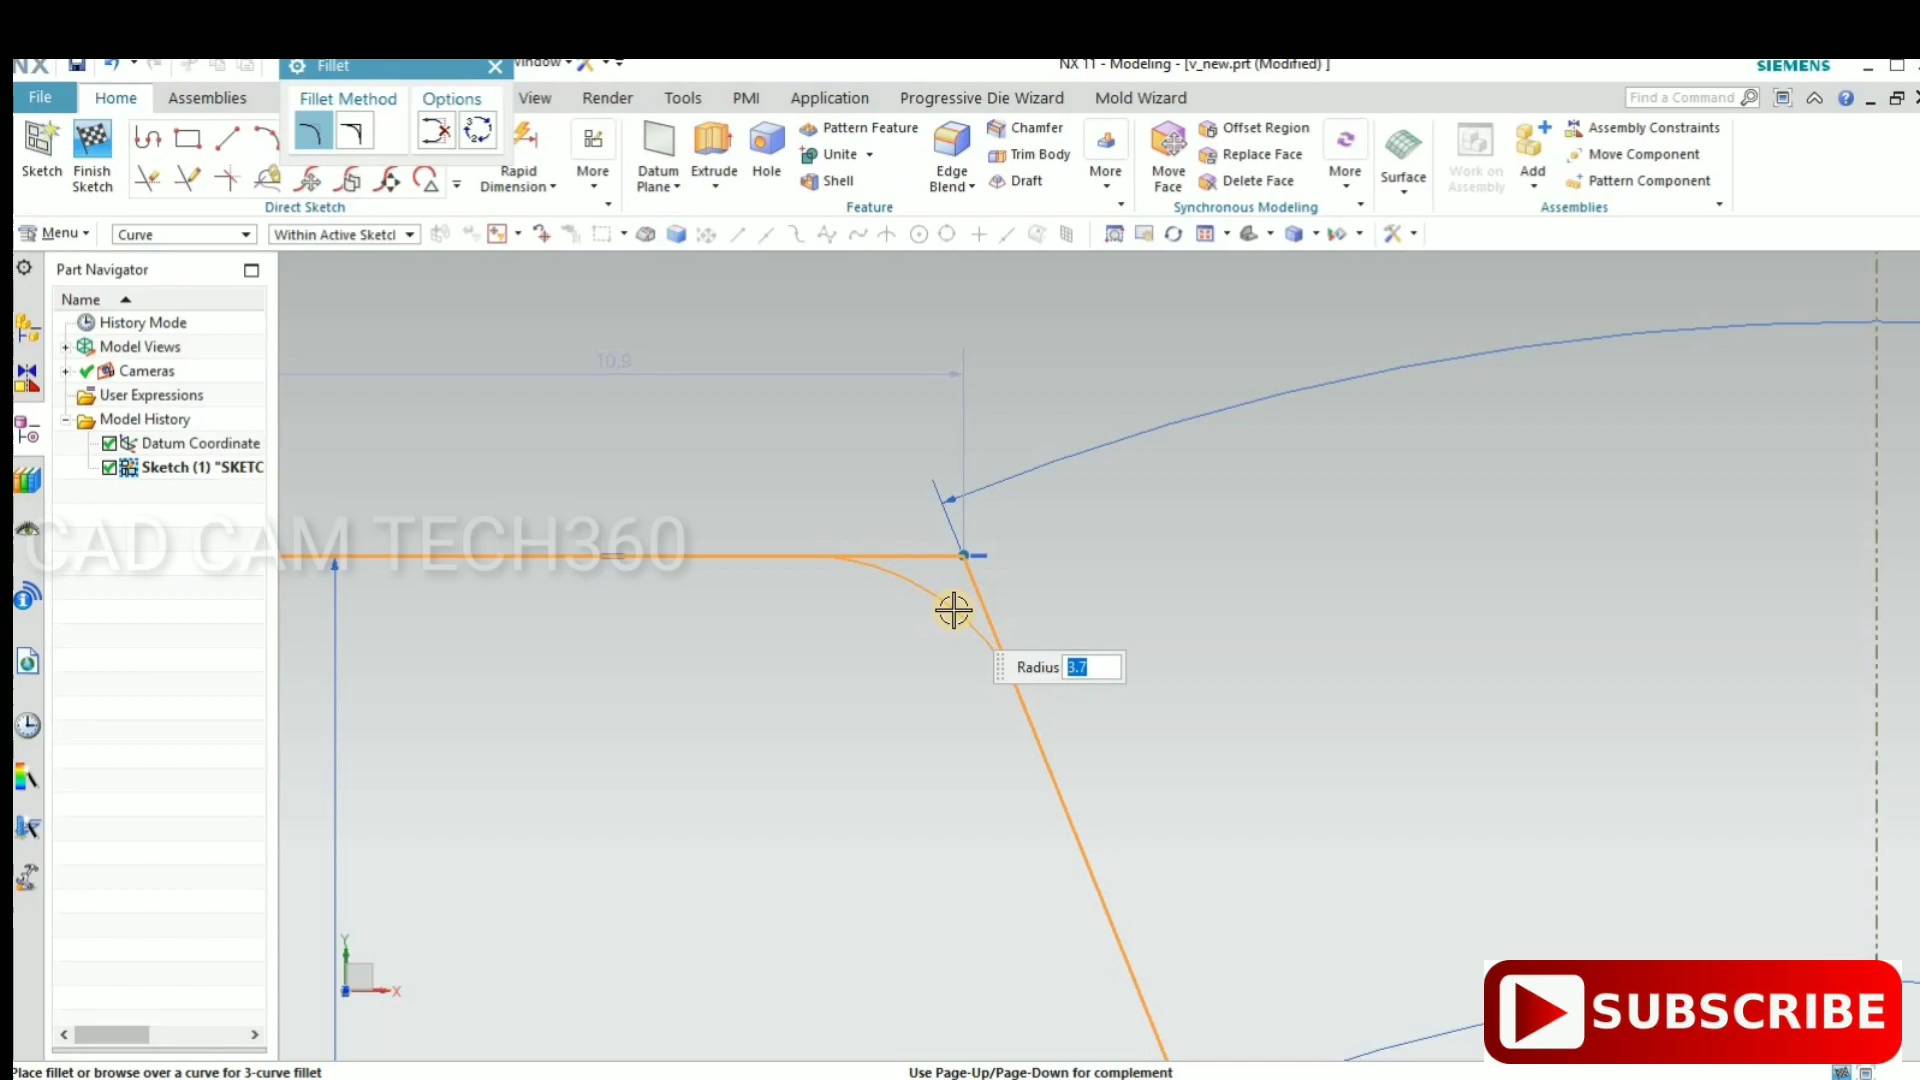 NX
Fillet
Window
NX 11 - Modeling - [v_new.prt (Modified) ]
SIEMENS
File
Home
Assemblies
Fillet Method
Options
View
Render
Tools
PMI
Application
Progressive Die Wizard
Mold Wizard
Find a Command
Sketch
Finish Sketch
Direct Sketch
Rapid Dimension
More
Datum Plane
Extrude
Hole
Pattern Feature
Unite
Shell
Edge Blend
Chamfer
Trim Body
Draft
More
Feature
Move Face
Offset Region
Replace Face
Delete Face
More
Synchronous Modeling
Surface
Work on Assembly
Add
Assembly Constraints
Move Component
Pattern Component
Assemblies
Menu
Curve
Within Active Sketcl
Part Navigator
Name
History Mode
Model Views
Cameras
User Expressions
Model History
Datum Coordinate
Sketch (1) "SKETC
10.9
CAD CAM TECH360
Radius 3.7
Y
X
SUBSCRIBE
Place fillet or browse over a curve for 3-curve fillet
Use Page-Up/Page-Down for complement